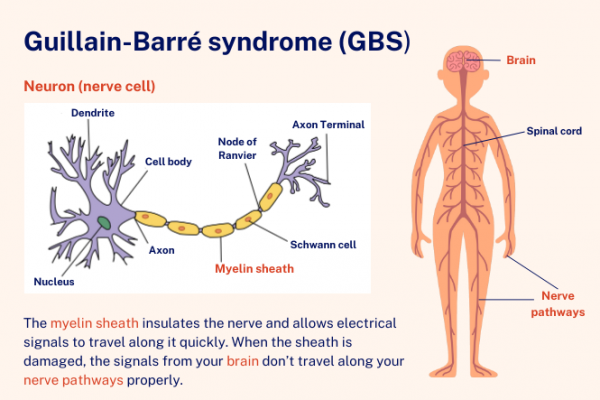 Guillain-Barré syndrome (GBS)
Neuron (nerve cell)
Dendrite
Cell body
Node of
Ranvier
Axon Terminal
Axon
Schwann cell
Myelin sheath
Nucleus
Brain
Spinal cord
Nerve
pathways
The myelin sheath insulates the nerve and allows electrical
signals to travel along it quickly. When the sheath is
damaged, the signals from your brain don’t travel along your
nerve pathways properly.